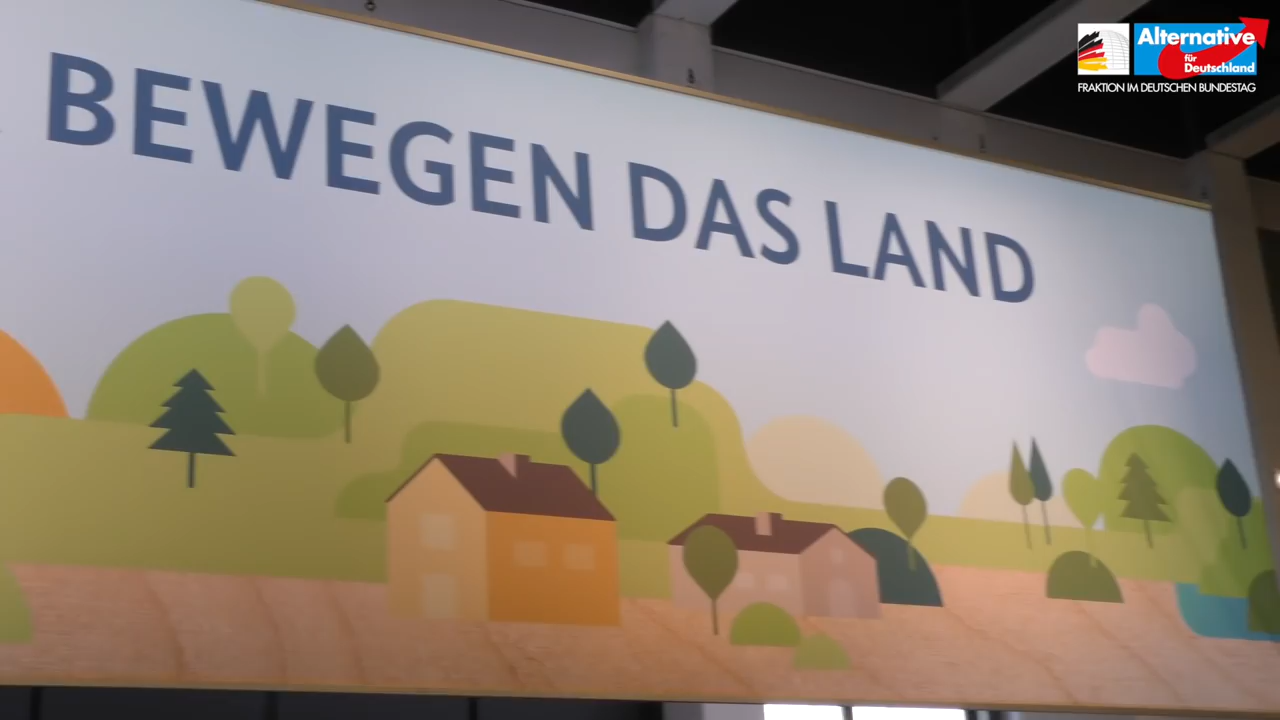 BEWEGEN DAS LAND
Alternative
für
Deutschland
FRAKTION IM DEUTSCHEN BUNDESTAG